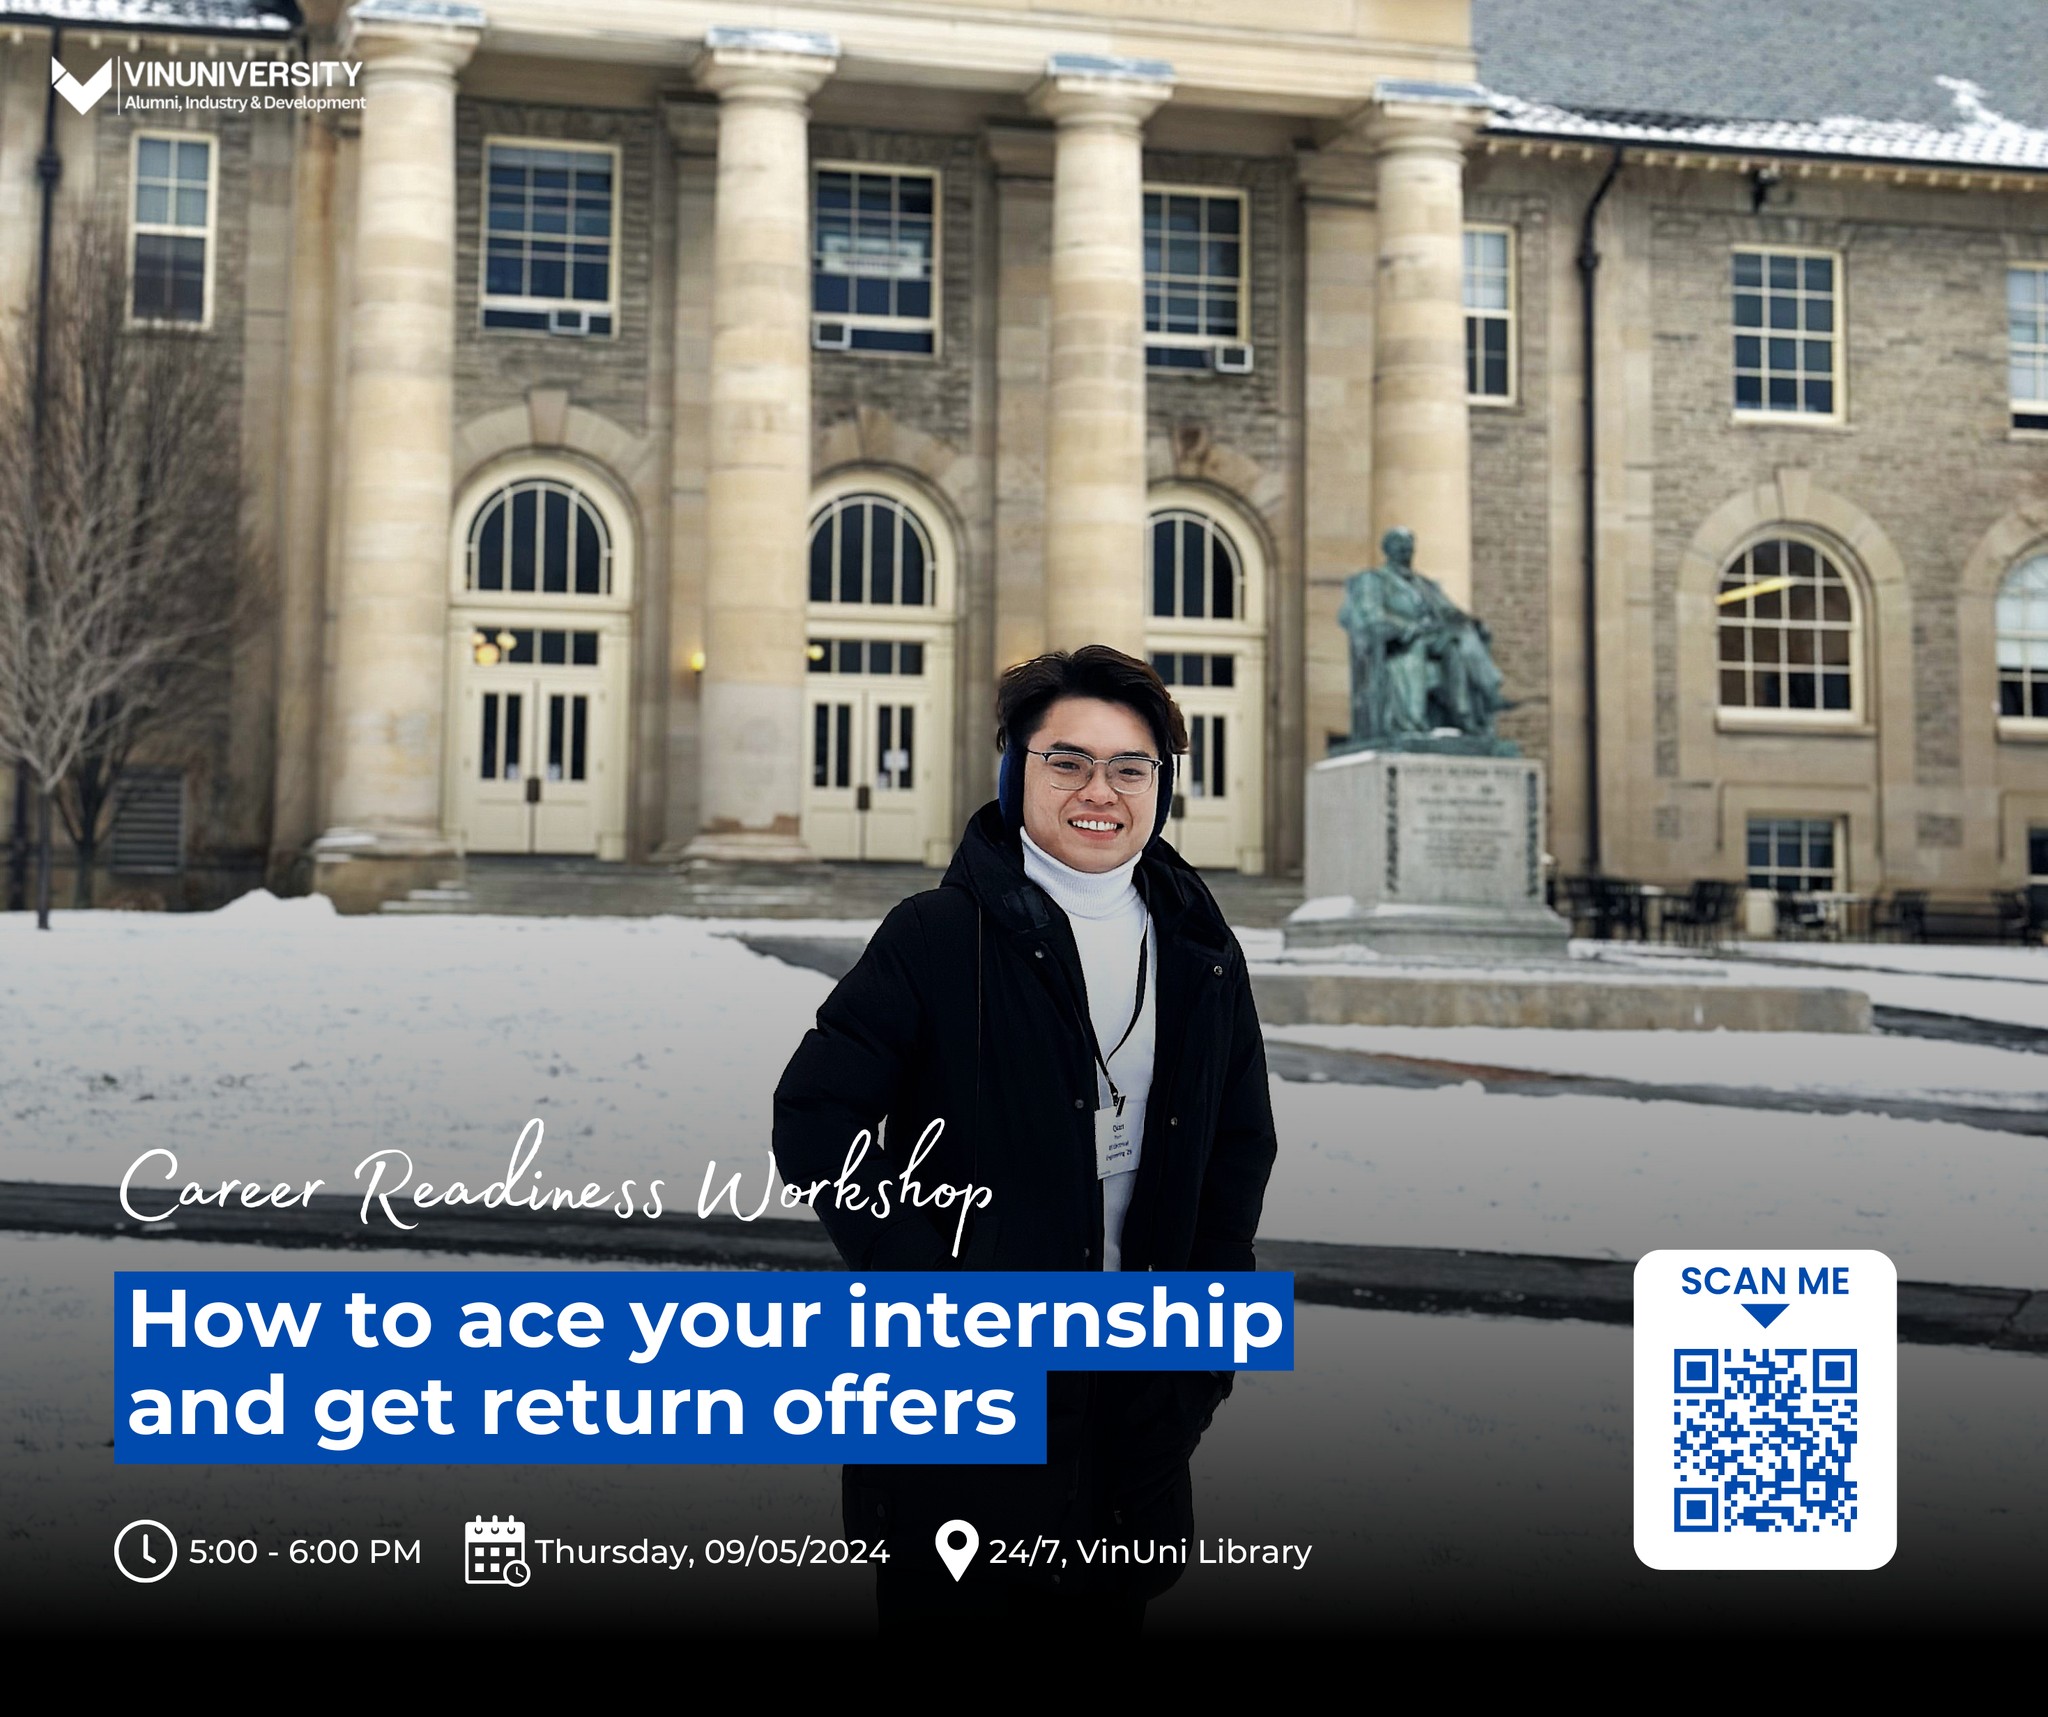 VINUNIVERSITY
Alumni, Industry & Development
Career Readiness Workshop
How to ace your internship
and get return offers
5:00 - 6:00 PM
Thursday, 09/05/2024
24/7, VinUni Library
SCAN ME